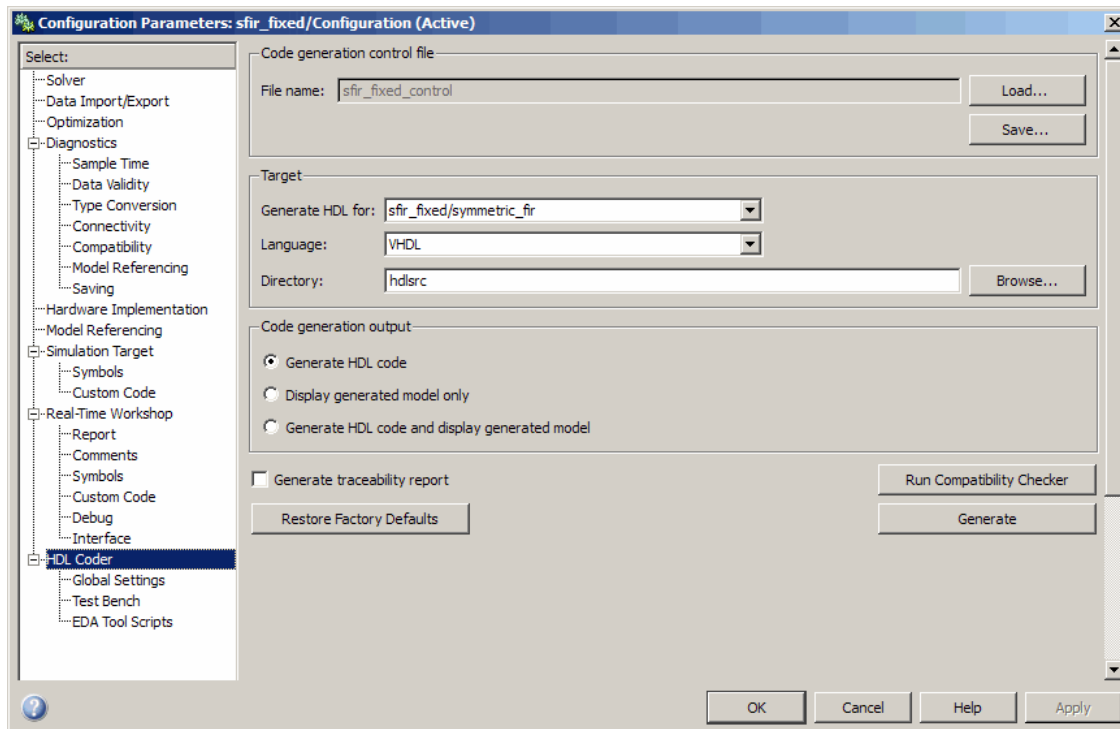 Configuration Parameters: sfir_fixed/Configuration (Active)
Select:
Solver
Data Import/Export
Optimization
Diagnostics
Sample Time
Data Validity
Type Conversion
Connectivity
Compatibility
Model Referencing
Saving
Hardware Implementation
Model Referencing
Simulation Target
Symbols
Custom Code
Real-Time Workshop
Report
Comments
Symbols
Custom Code
Debug
Interface
HDL Coder
Global Settings
Test Bench
EDA Tool Scripts
Code generation control file
File name: sfir_fixed_control Load...
Save...
Target
Generate HDL for: sfir_fixed/symmetric_fir
Language: VHDL
Directory: hdlsrc Browse...
Code generation output
Generate HDL code
Display generated model only
Generate HDL code and display generated model
Generate traceability report Run Compatibility Checker
Restore Factory Defaults Generate
? OK Cancel Help Apply